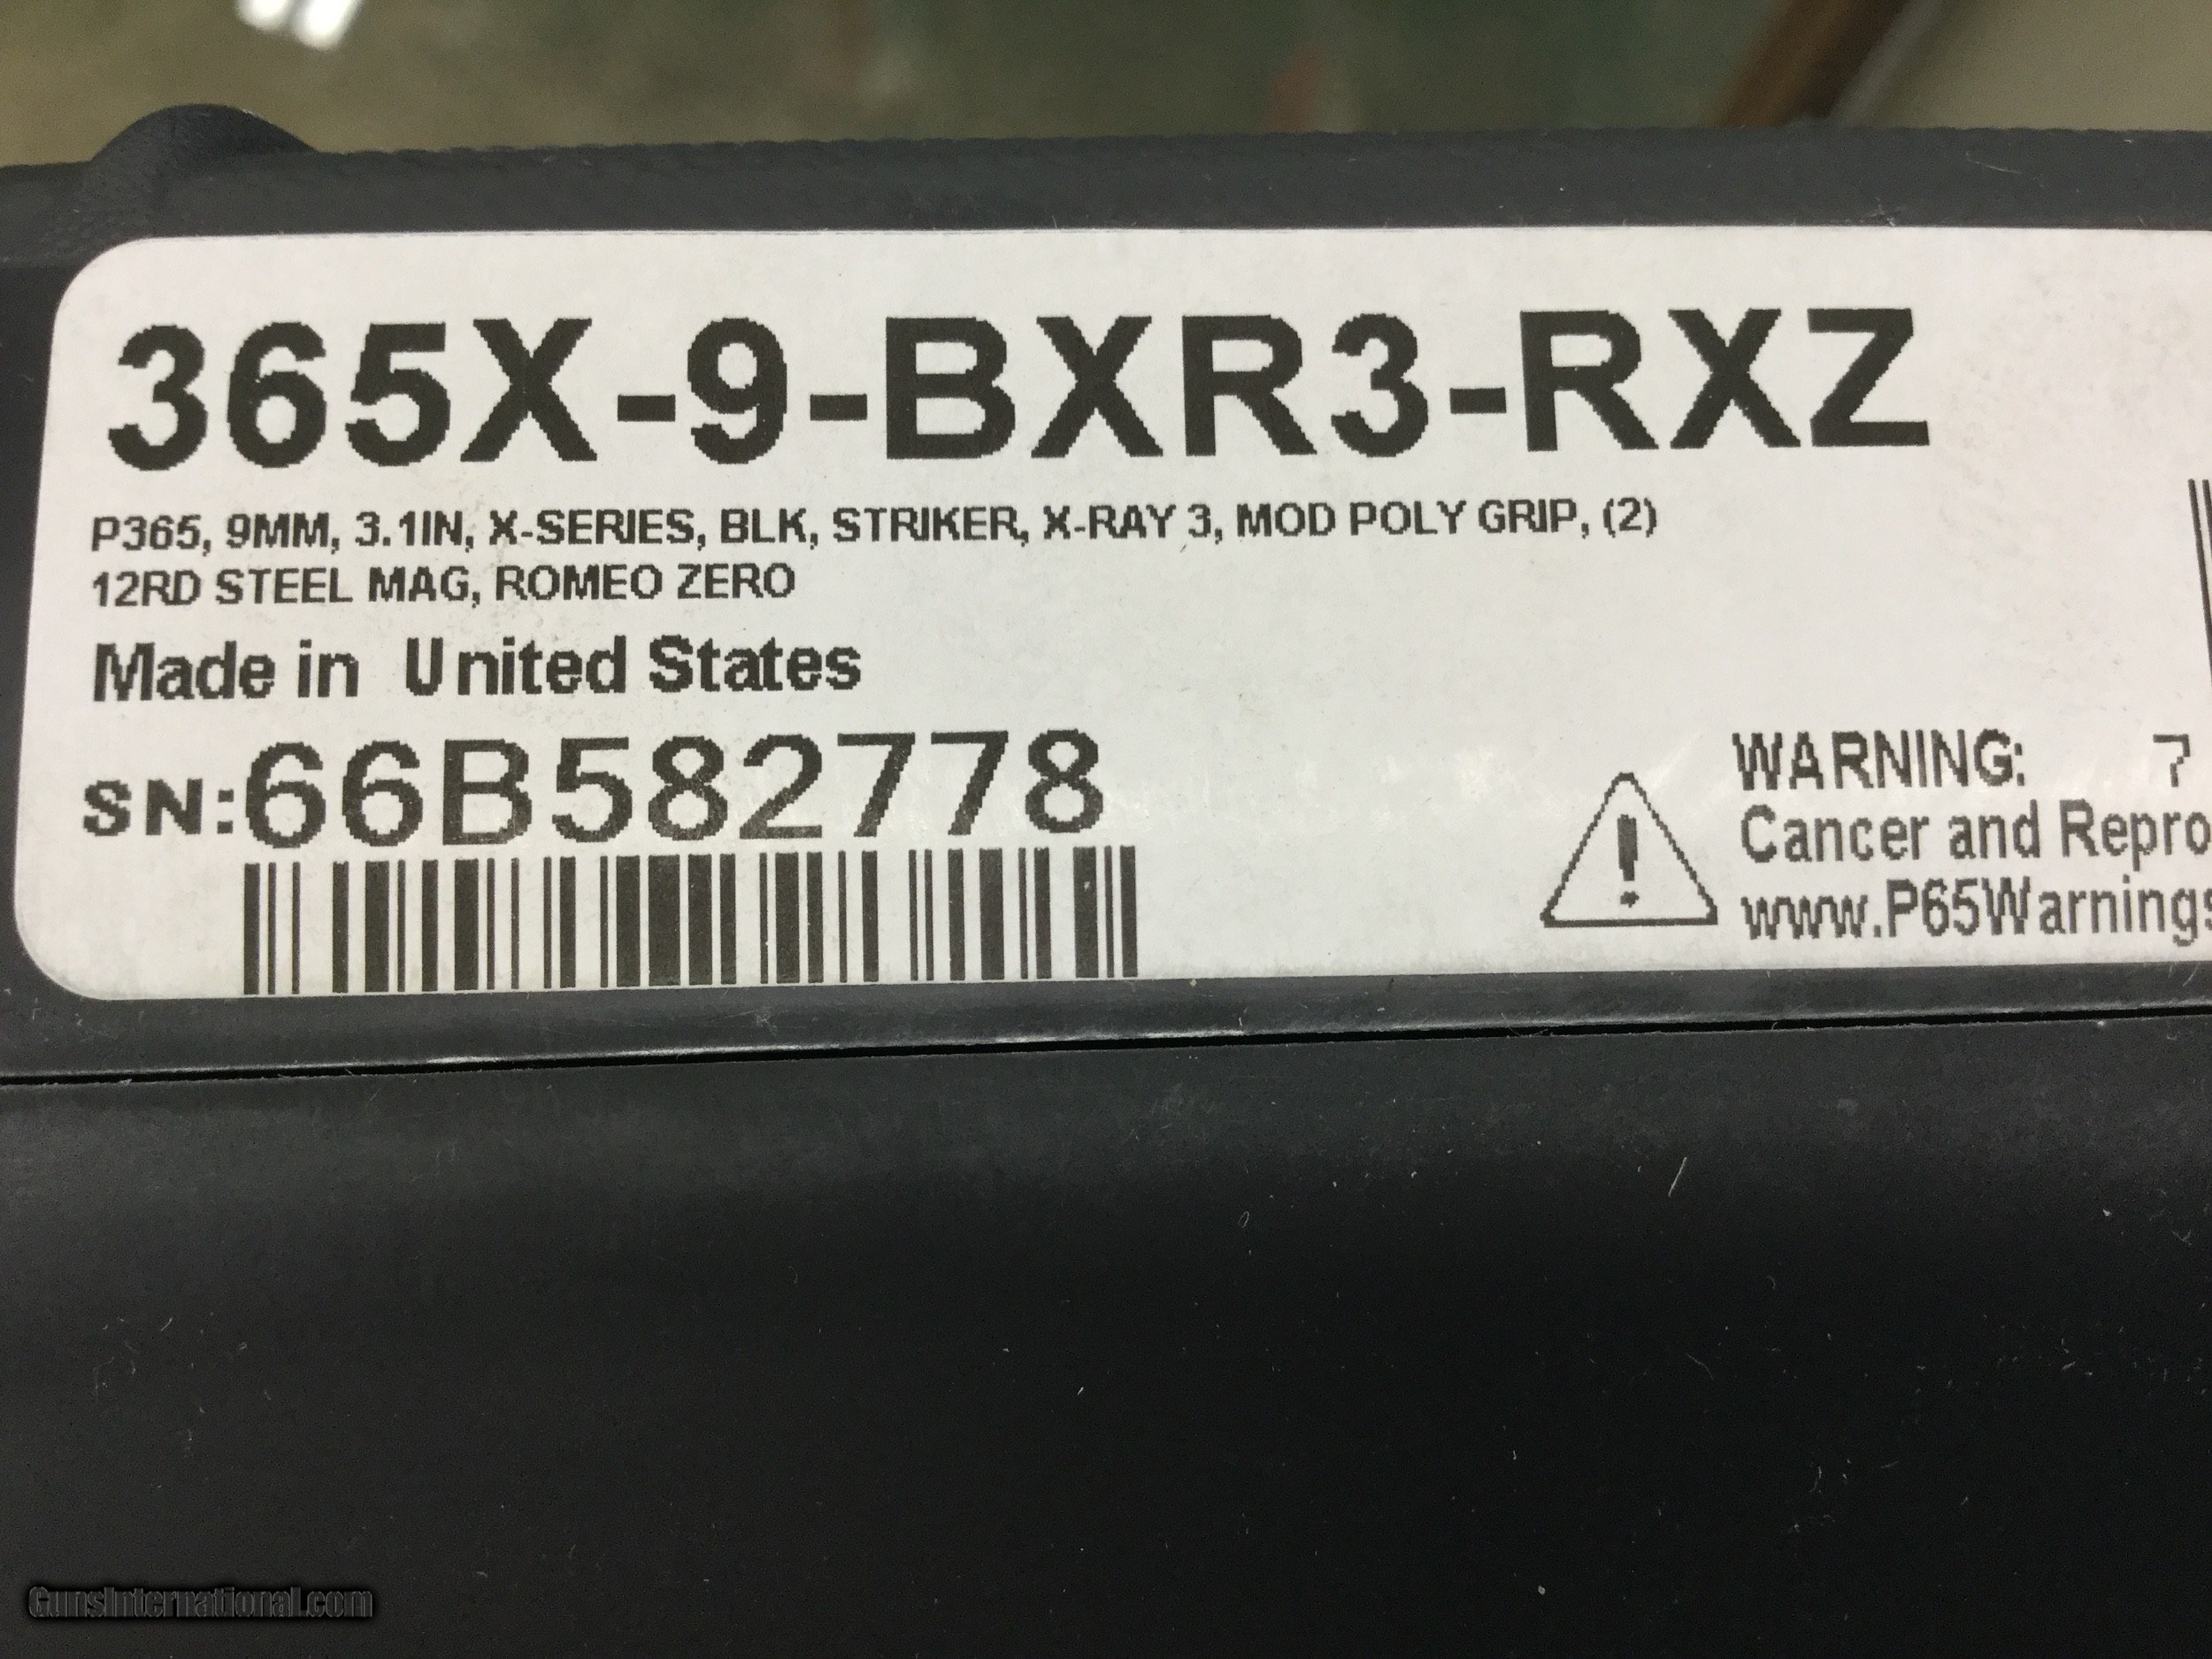 365X-9-BXR3-RXZ
P365, 9MM, 3.1IN, X-SERIES, BLK, STRIKER, X-RAY 3, MOD POLY GRIP, (2)
12RD STEEL MAG, ROMEO ZERO
Made in United States
SN:66B582778
WARNING: 7
Cancer and Repro
www.P65Warnings
GunsInternational.com